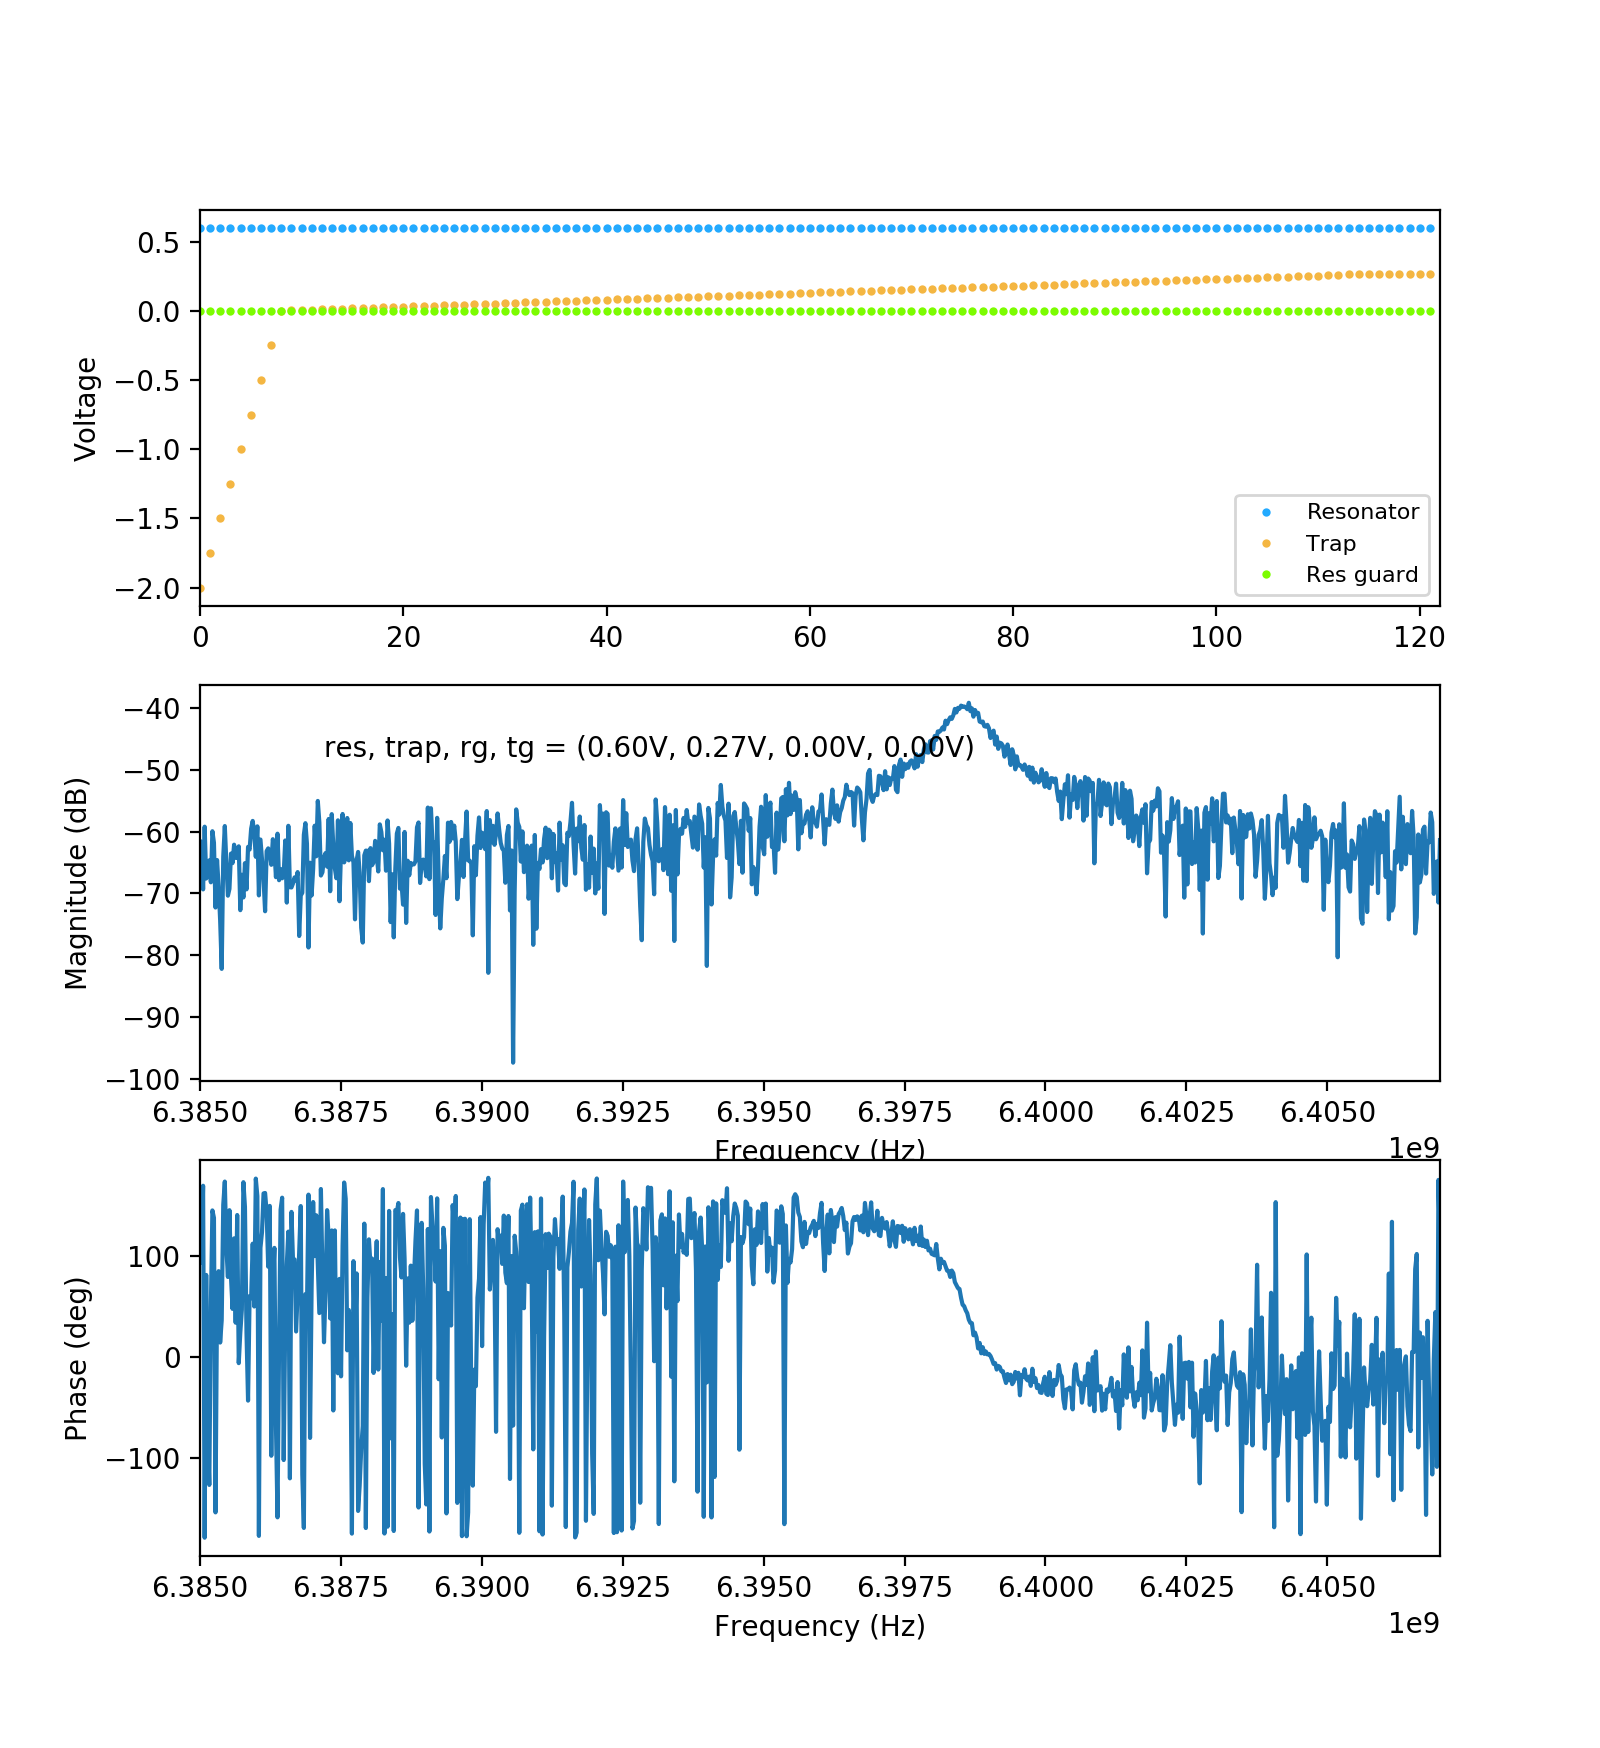 0.5
0.0
−0.5
−1.0
−1.5
−2.0
Voltage
Resonator
Trap
Res guard
0 20 40 60 80 100 120
−40
−50
−60
−70
−80
−90
−100
Magnitude (dB)
res, trap, rg, tg = (0.60V, 0.27V, 0.00V, 0.00V)
6.3850 6.3875 6.3900 6.3925 6.3950 6.3975 6.4000 6.4025 6.4050
Frequency (Hz)
1e9
100
0
−100
Phase (deg)
6.3850 6.3875 6.3900 6.3925 6.3950 6.3975 6.4000 6.4025 6.4050
Frequency (Hz)
1e9